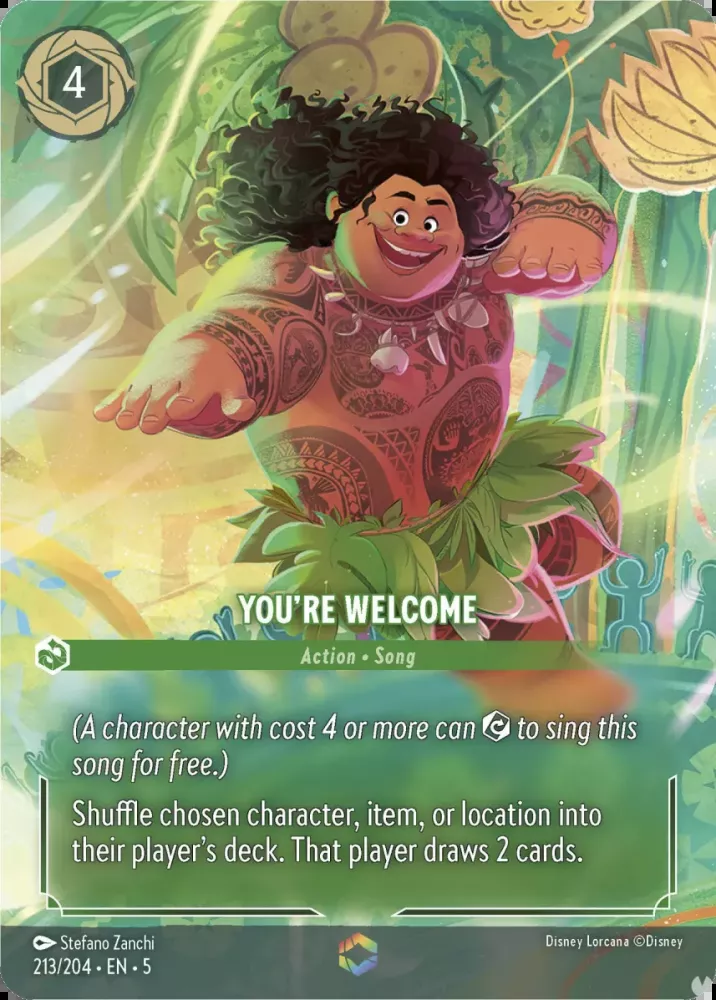 4
YOU'RE WELCOME
Action • Song
(A character with cost 4 or more can to sing this
song for free.)
Shuffle chosen character, item, or location into
their player's deck. That player draws 2 cards.
Stefano Zanchi
Disney Lorcana ©Disney
213/204 • EN • 5